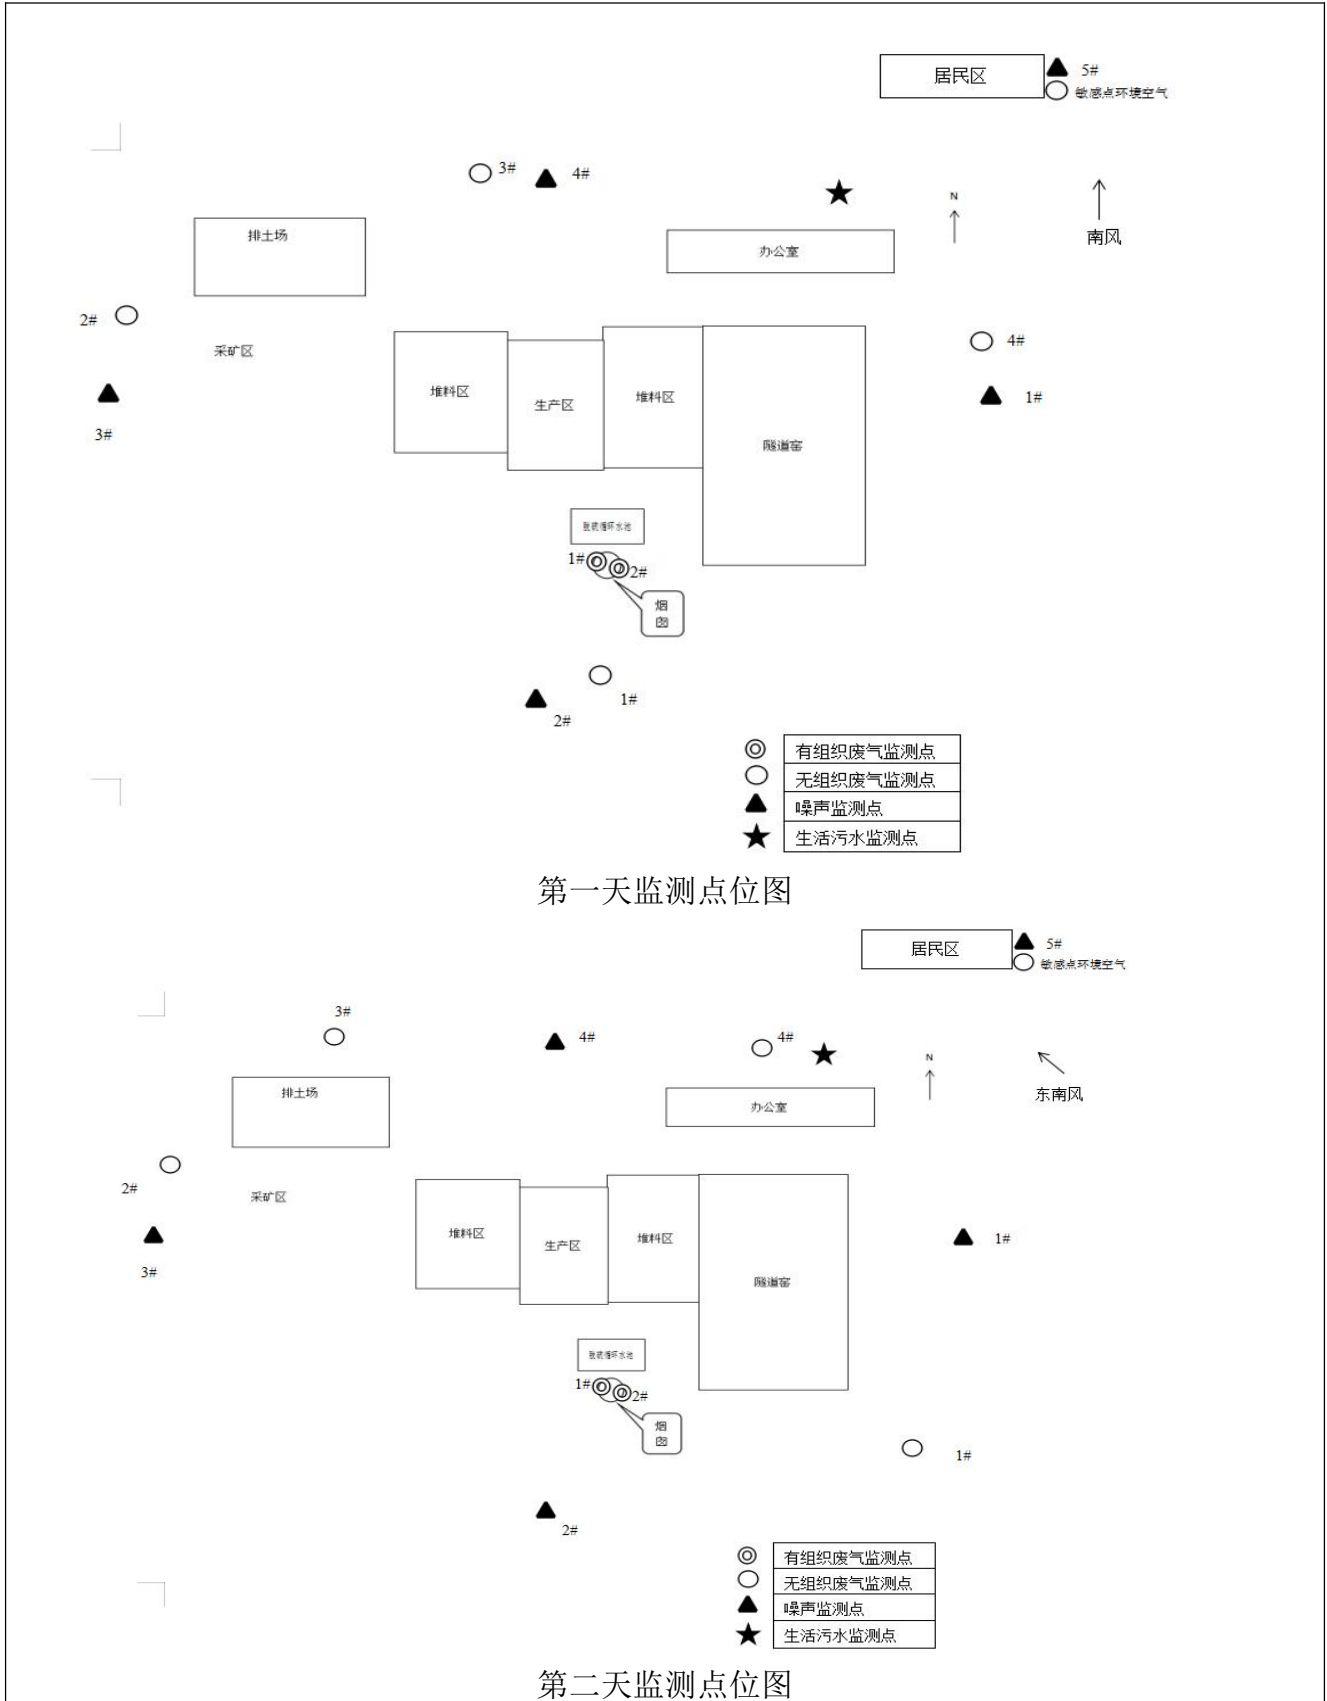 居民区
5#
敏感点环境空气
3#
4#
N
南风
排土场
办公室
2#
采矿区
4#
堆料区
生产区
堆料区
1#
3#
隧道窑
脱硫循环水池
1#
2#
烟
囱
1#
2#
有组织废气监测点
无组织废气监测点
噪声监测点
生活污水监测点
第一天监测点位图
居民区
5#
敏感点环境空气
3#
4#
4#
N
东南风
排土场
办公室
2#
采矿区
堆料区
生产区
堆料区
1#
3#
隧道窑
脱硫循环水池
1#
2#
烟
囱
1#
2#
有组织废气监测点
无组织废气监测点
噪声监测点
生活污水监测点
第二天监测点位图